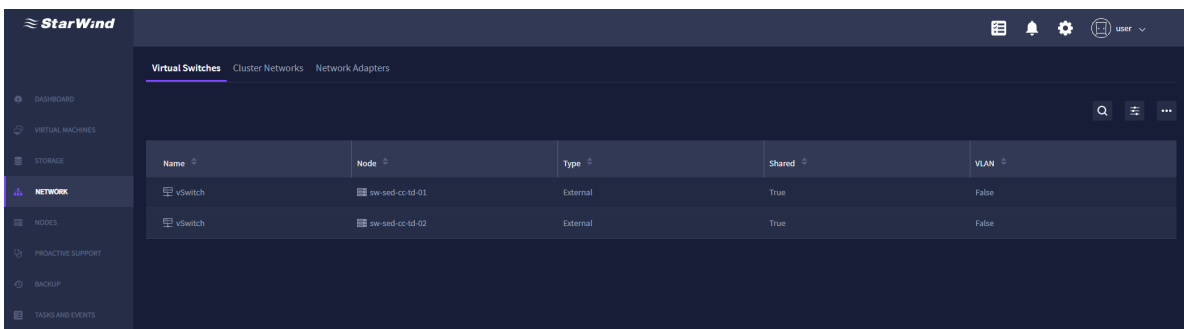 StarWind
user
Virtual Switches Cluster Networks Network Adapters
DASHBOARD
VIRTUAL MACHINES
STORAGE
NETWORK
NODES
PROACTIVE SUPPORT
BACKUP
TASKS AND EVENTS
Name Node Type Shared VLAN
vSwitch sw-sed-cc-td-01 External True False
vSwitch sw-sed-cc-td-02 External True False